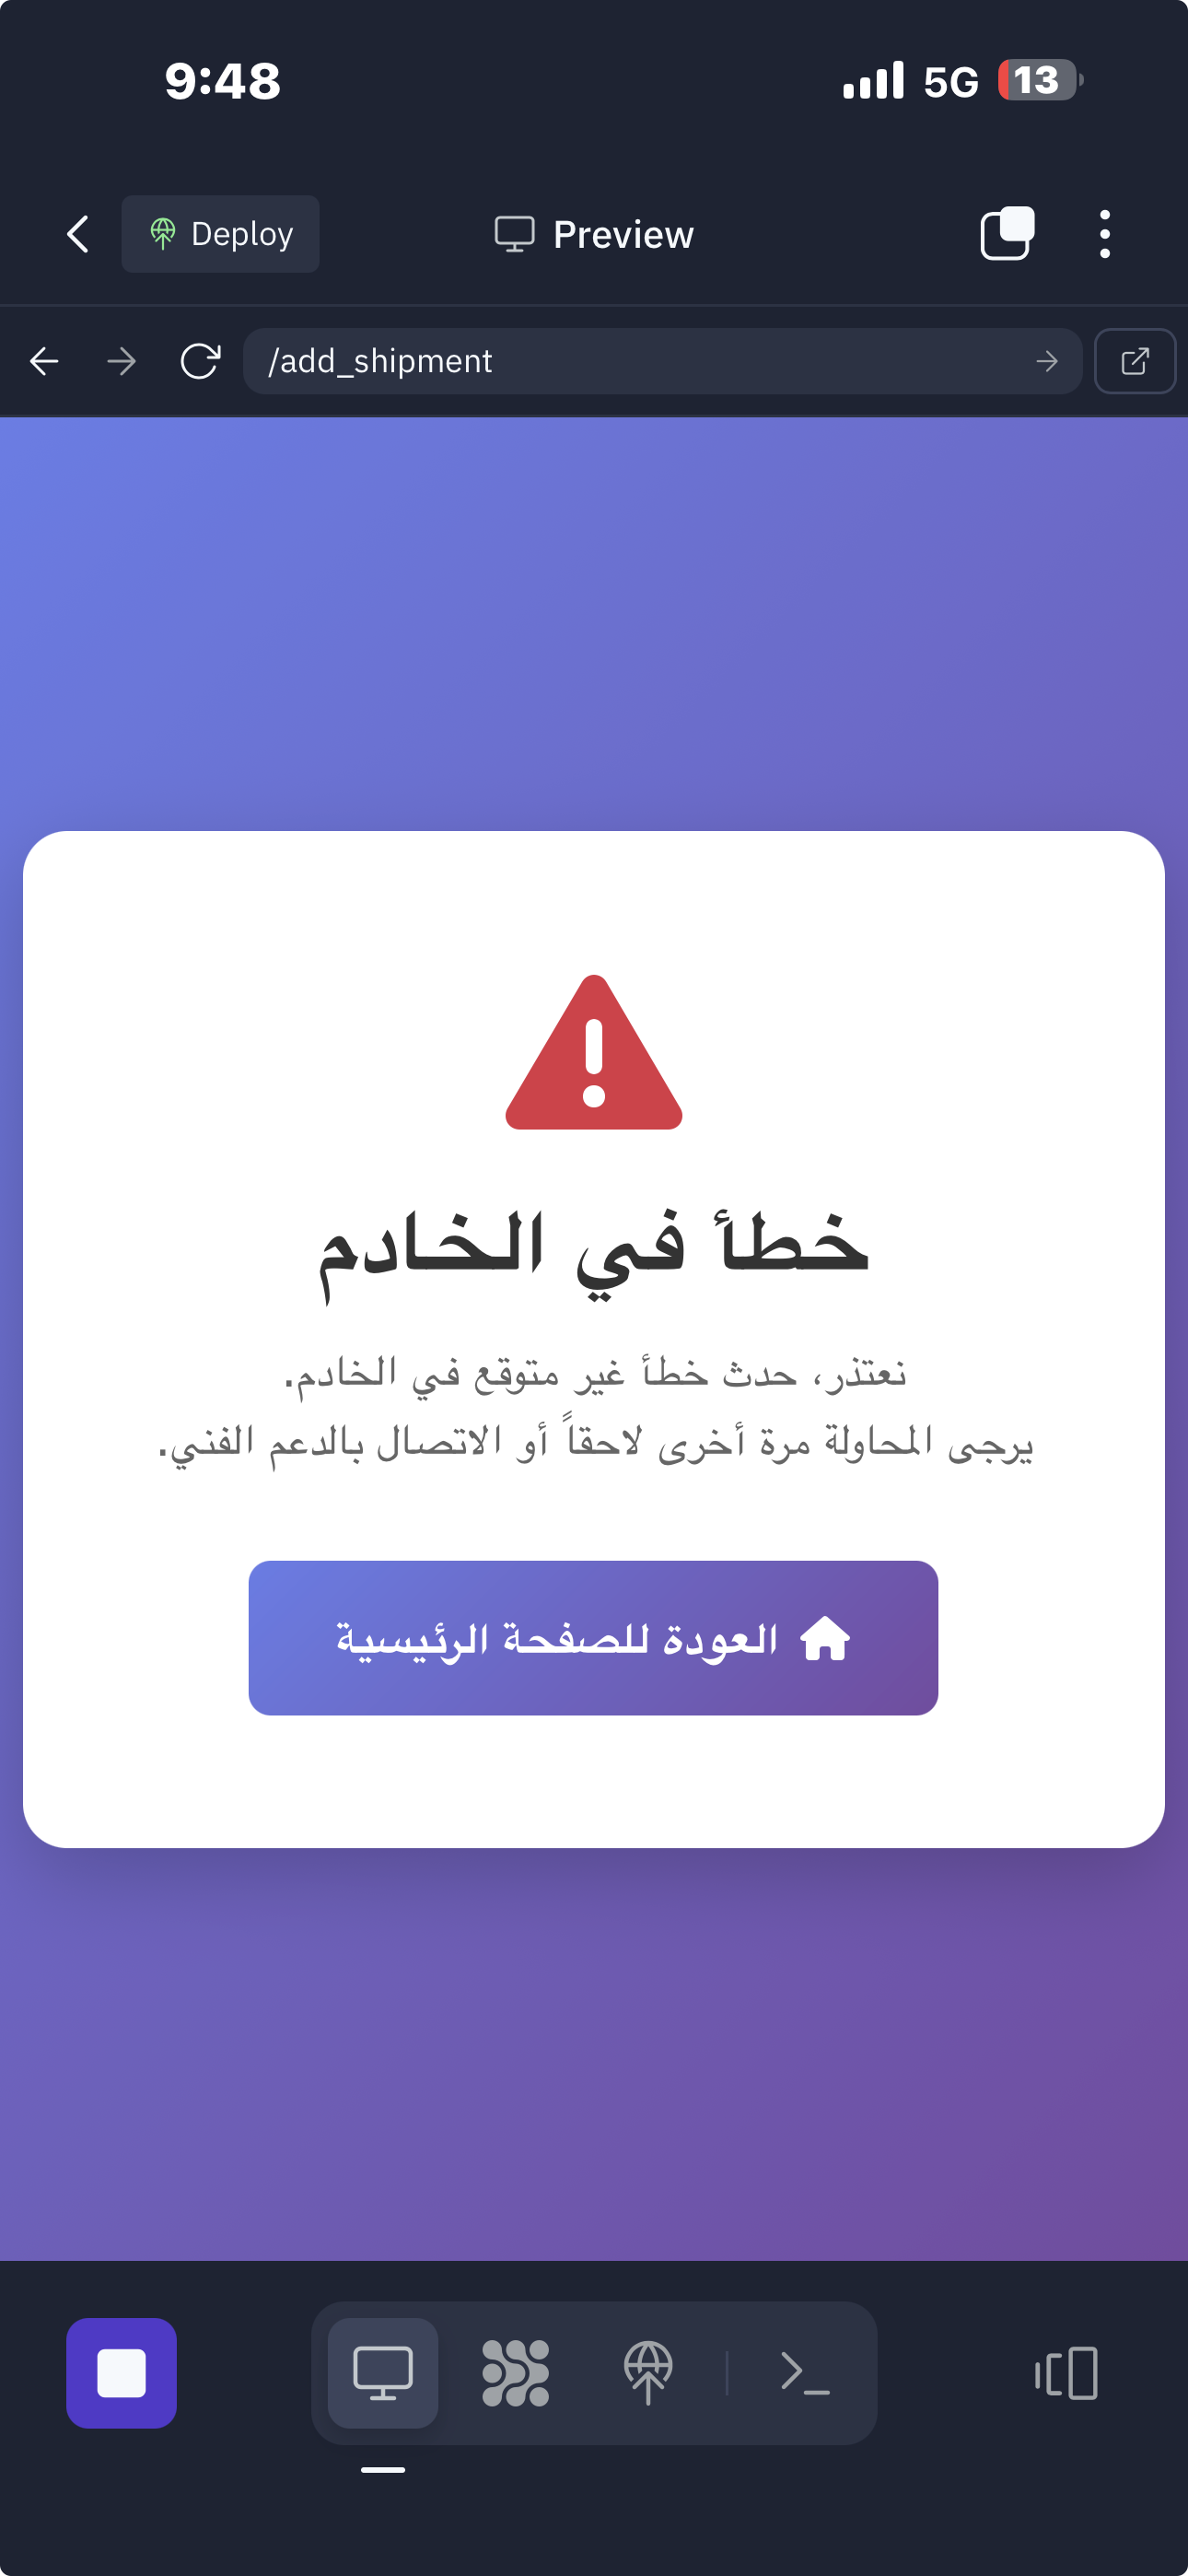 9:48
5G
13
Deploy
Preview
/add_shipment
خطأ في الخادم
نعتذر، حدث خطأ غير متوقع في الخادم.
يرجى المحاولة مرة أخرى لاحقاً أو الاتصال بالدعم الفني.
العودة للصفحة الرئيسية